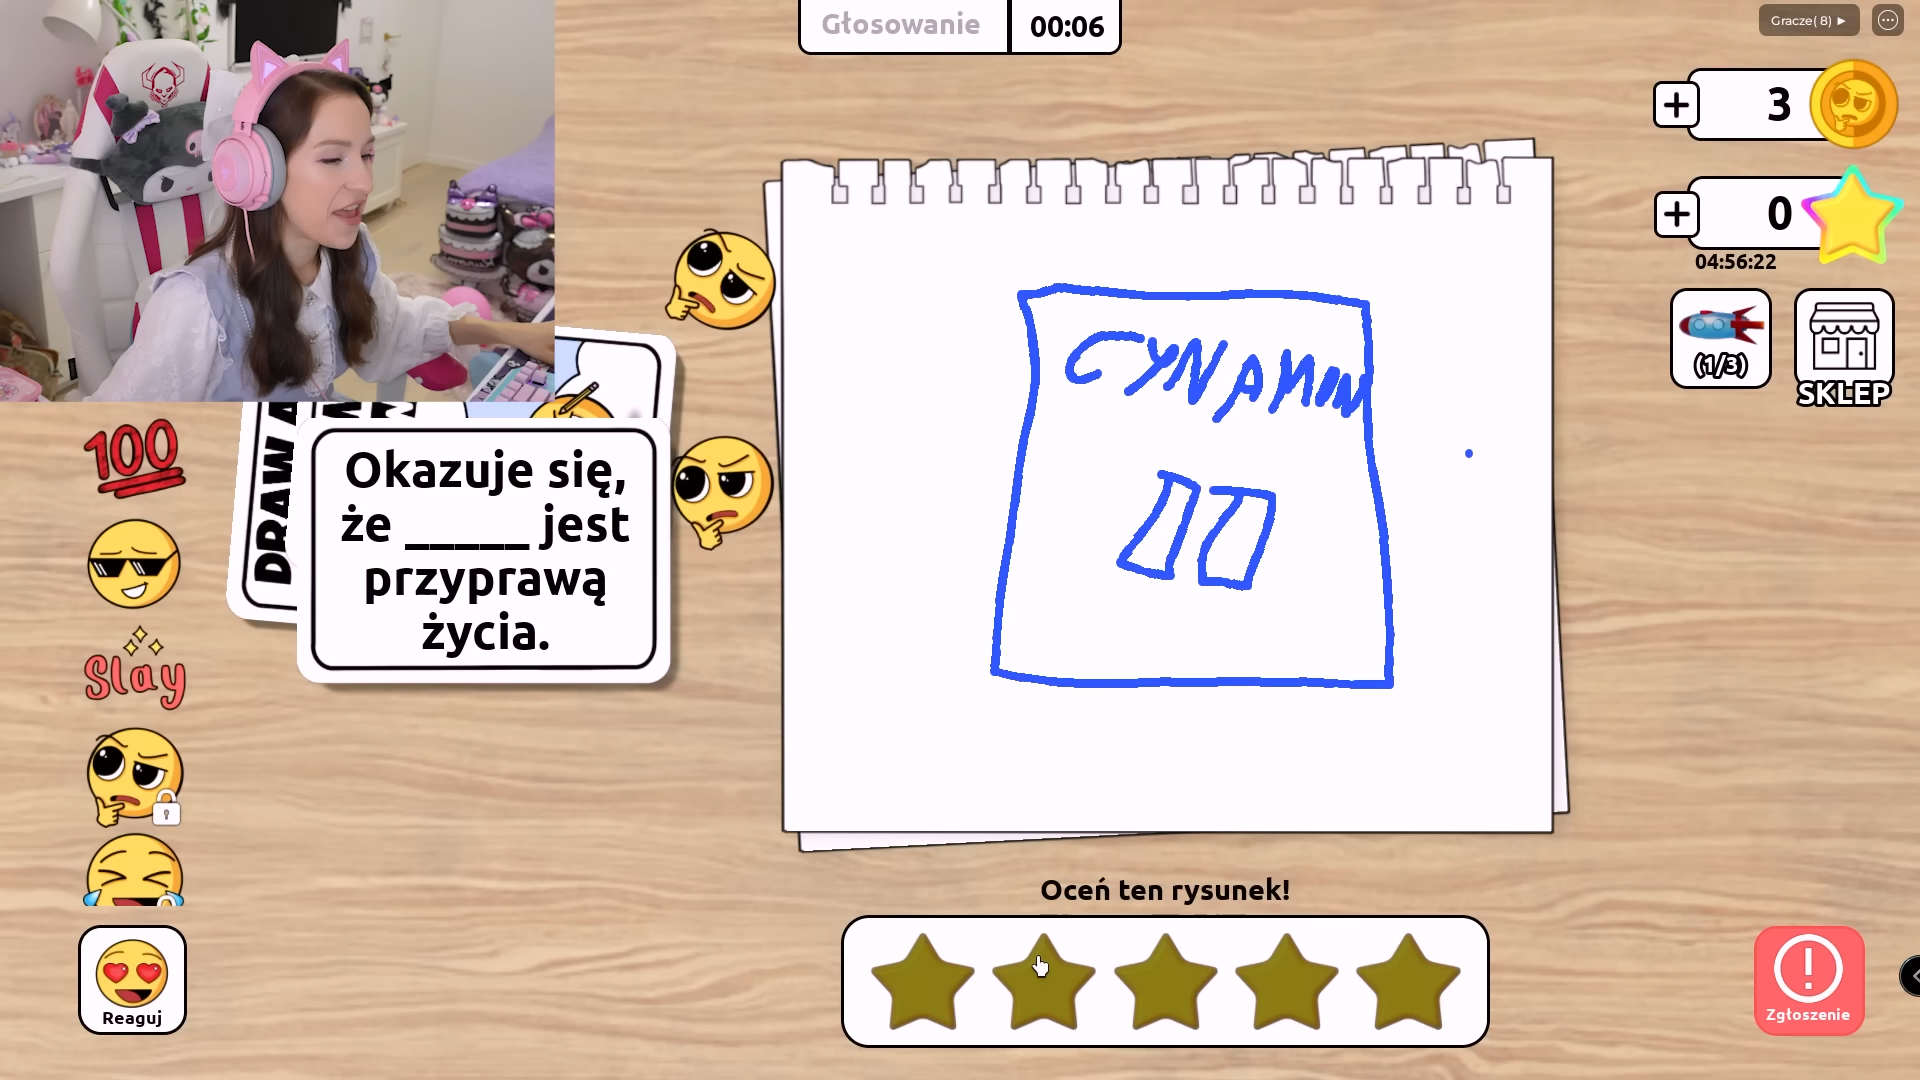 Głosowanie
00:06
Gracze( 8) ►
3
0
04:56:22
(1/3)
SKLEP
100
Slay
DRAW A
Okazuje się,
że _____ jest
przyprawą
życia.
CYNAMON
Oceń ten rysunek!
Reaguj
Zgłoszenie